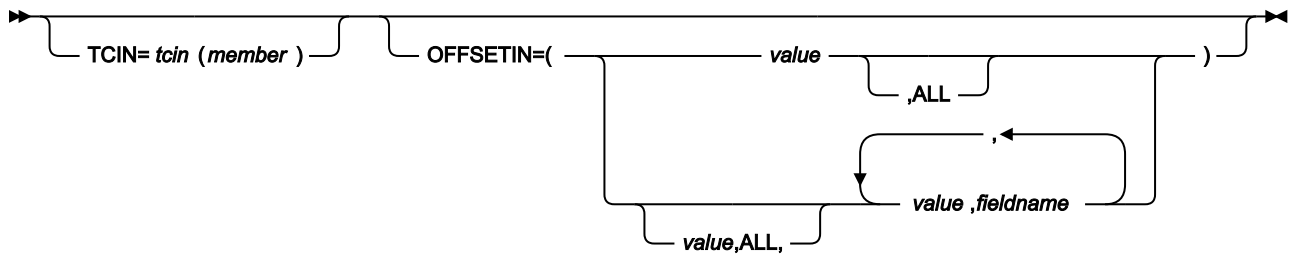 TCIN= tcin (member ) OFFSETIN=( value )
,ALL
,
value ,fieldname
value,ALL,